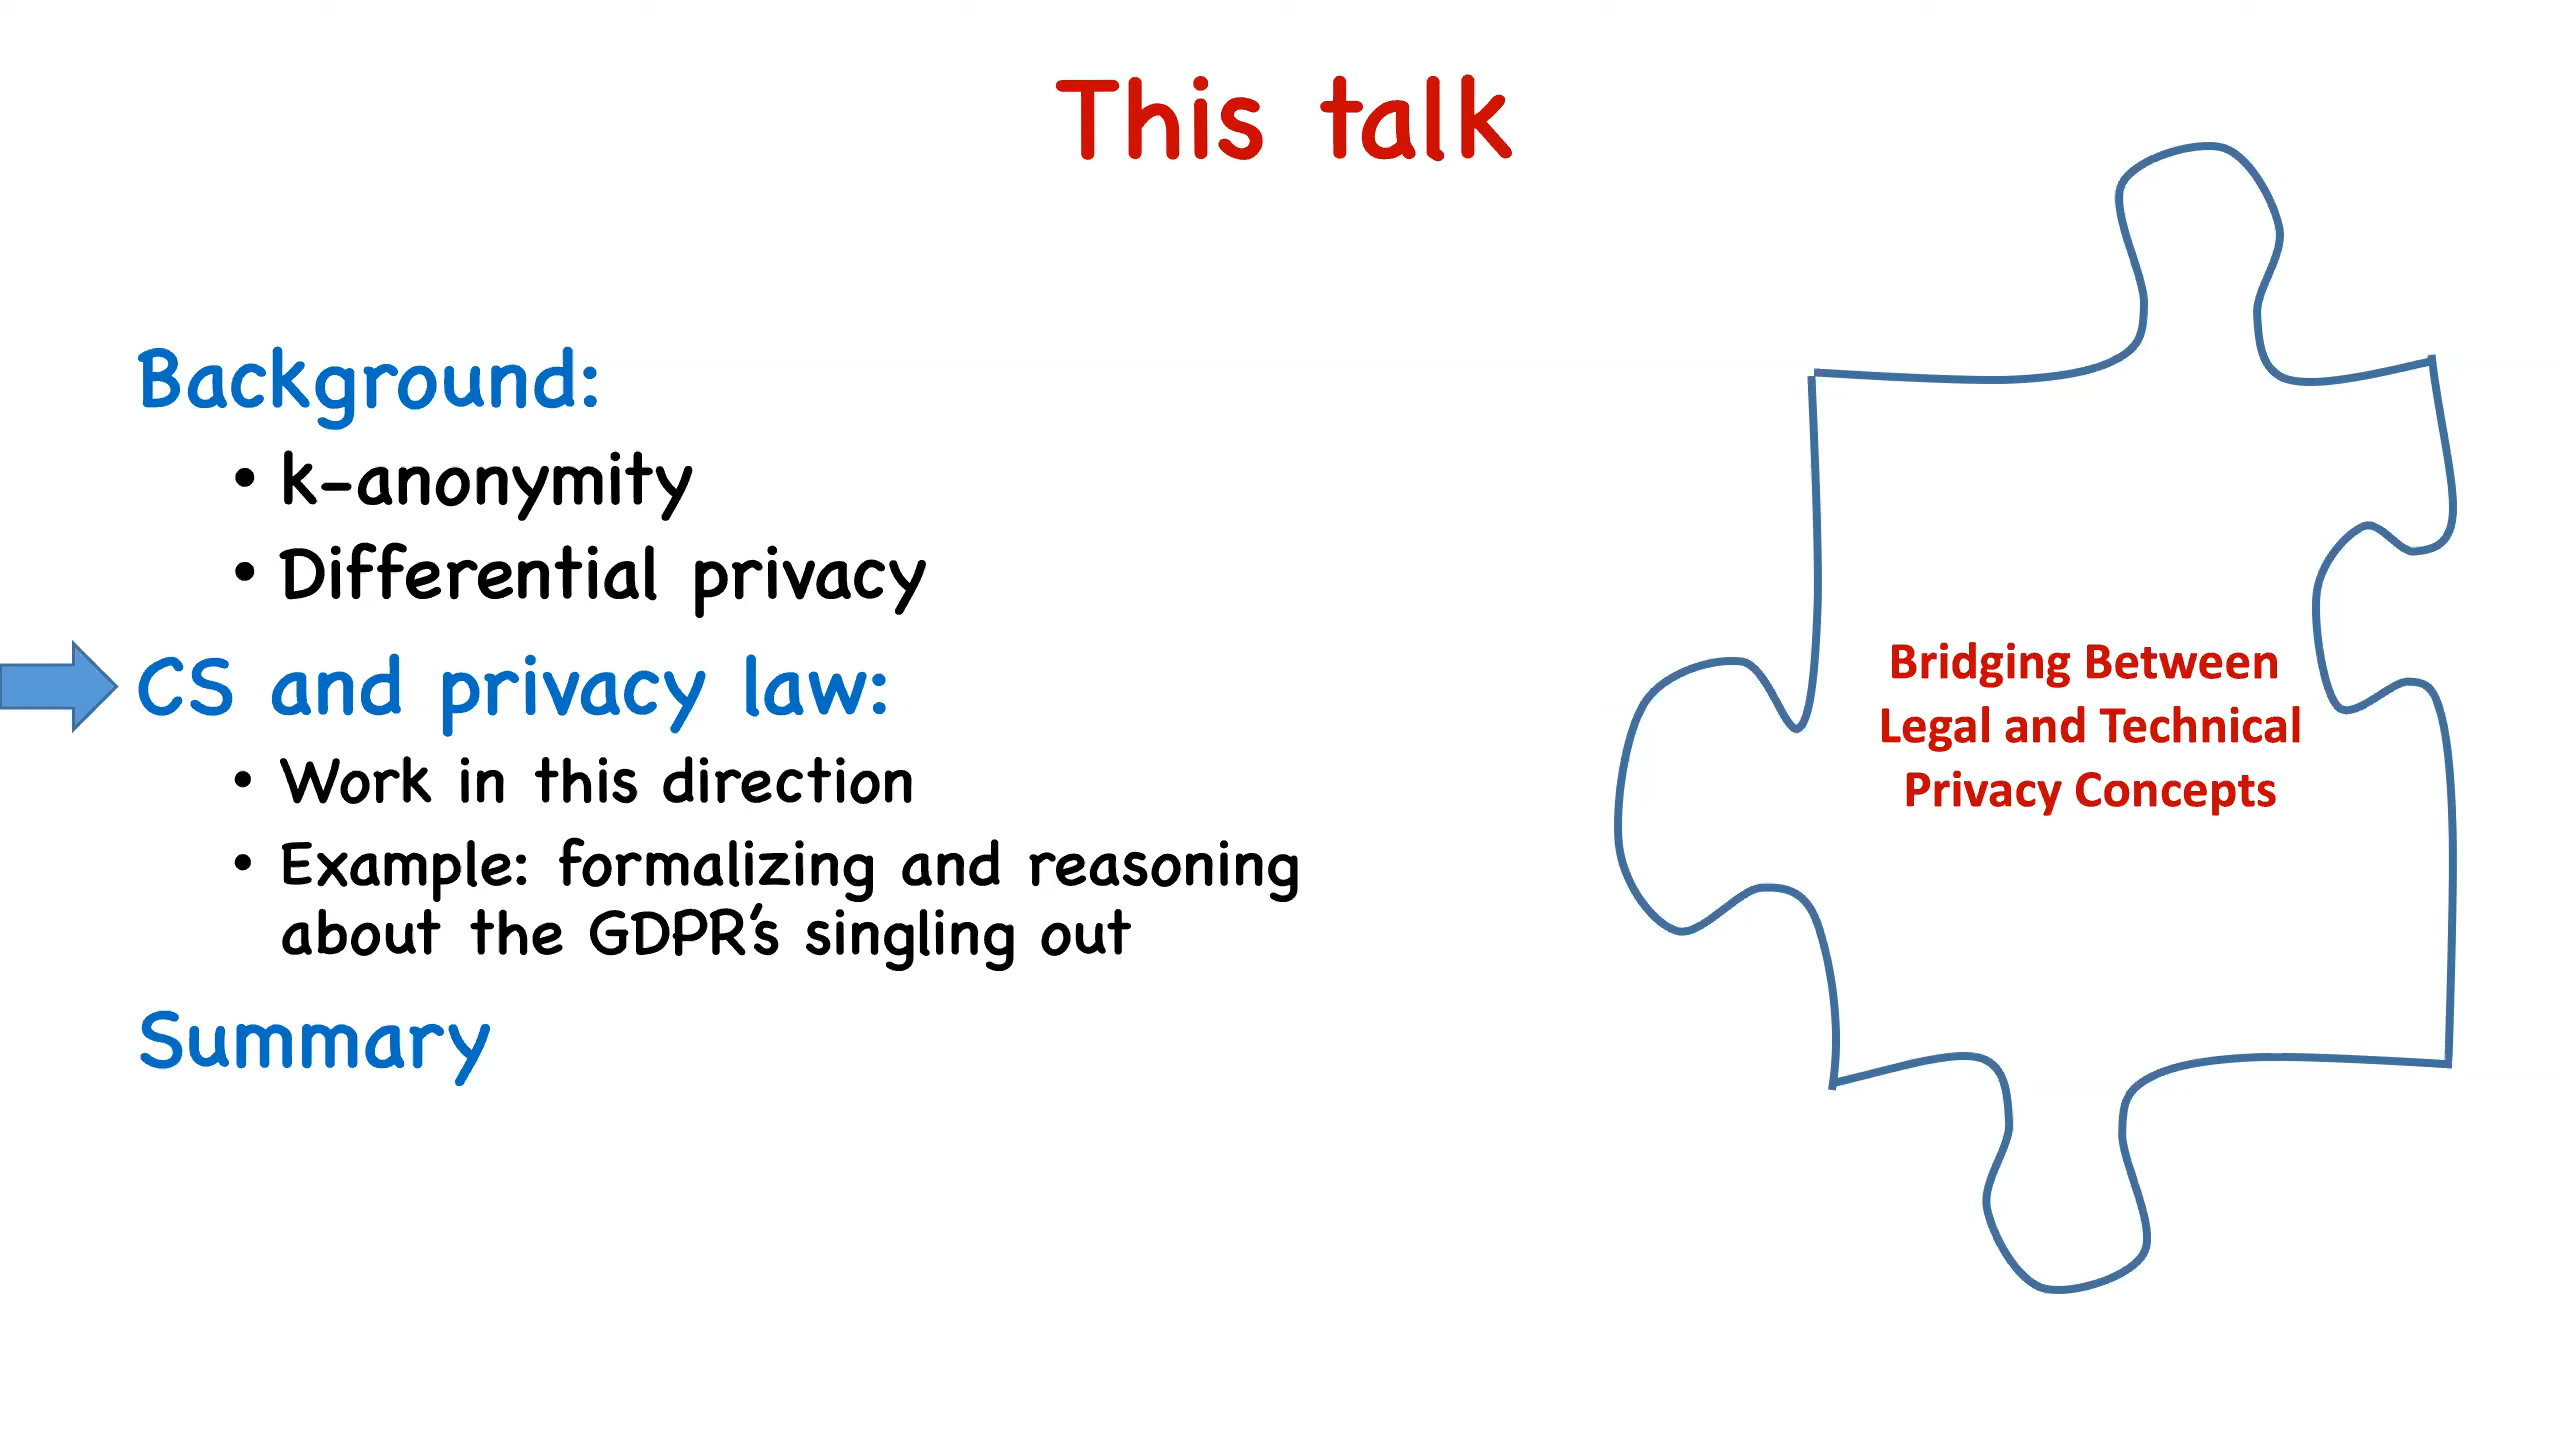 This talk
Background:
• k-anonymity
• Differential privacy
CS and privacy law:
• Work in this direction
• Example: formalizing and reasoning
about the GDPR's singling out
Summary
Bridging Between
Legal and Technical
Privacy Concepts